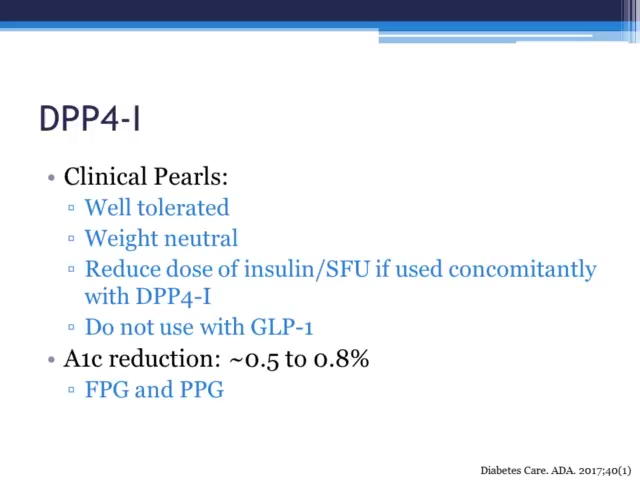 DPP4-I
• Clinical Pearls:
▫ Well tolerated
▫ Weight neutral
▫ Reduce dose of insulin/SFU if used concomitantly
with DPP4-I
▫ Do not use with GLP-1
• A1c reduction: ~0.5 to 0.8%
▫ FPG and PPG
Diabetes Care. ADA. 2017;40(1)